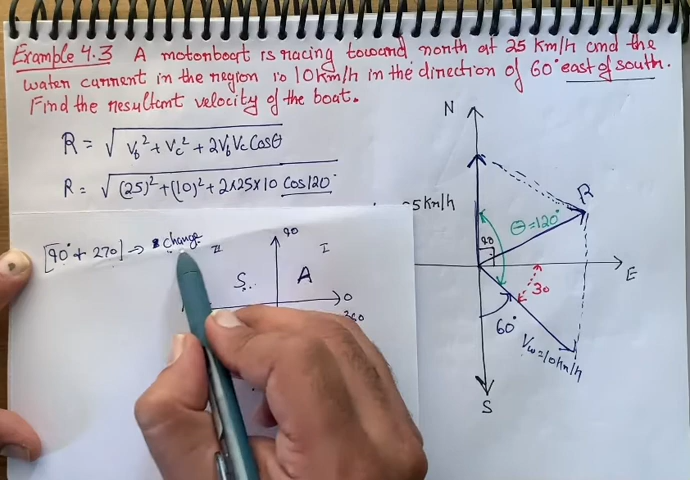 Example 4.3 A motorboat is racing towards north at 25 Km/h and the
water current in the region is 10 Km/h in the direction of 60° east of south.
Find the resultant velocity of the boat.
R = √Vb² + Vc² + 2VbVc Cosθ
R = √(25)² + (10)² + 2×25×10 Cos120°
[90° + 270] → change
90
II
I
S
A
0
360
N
5Km/h
R
θ=120°
90
E
30
60°
Vw=10Km/h
S